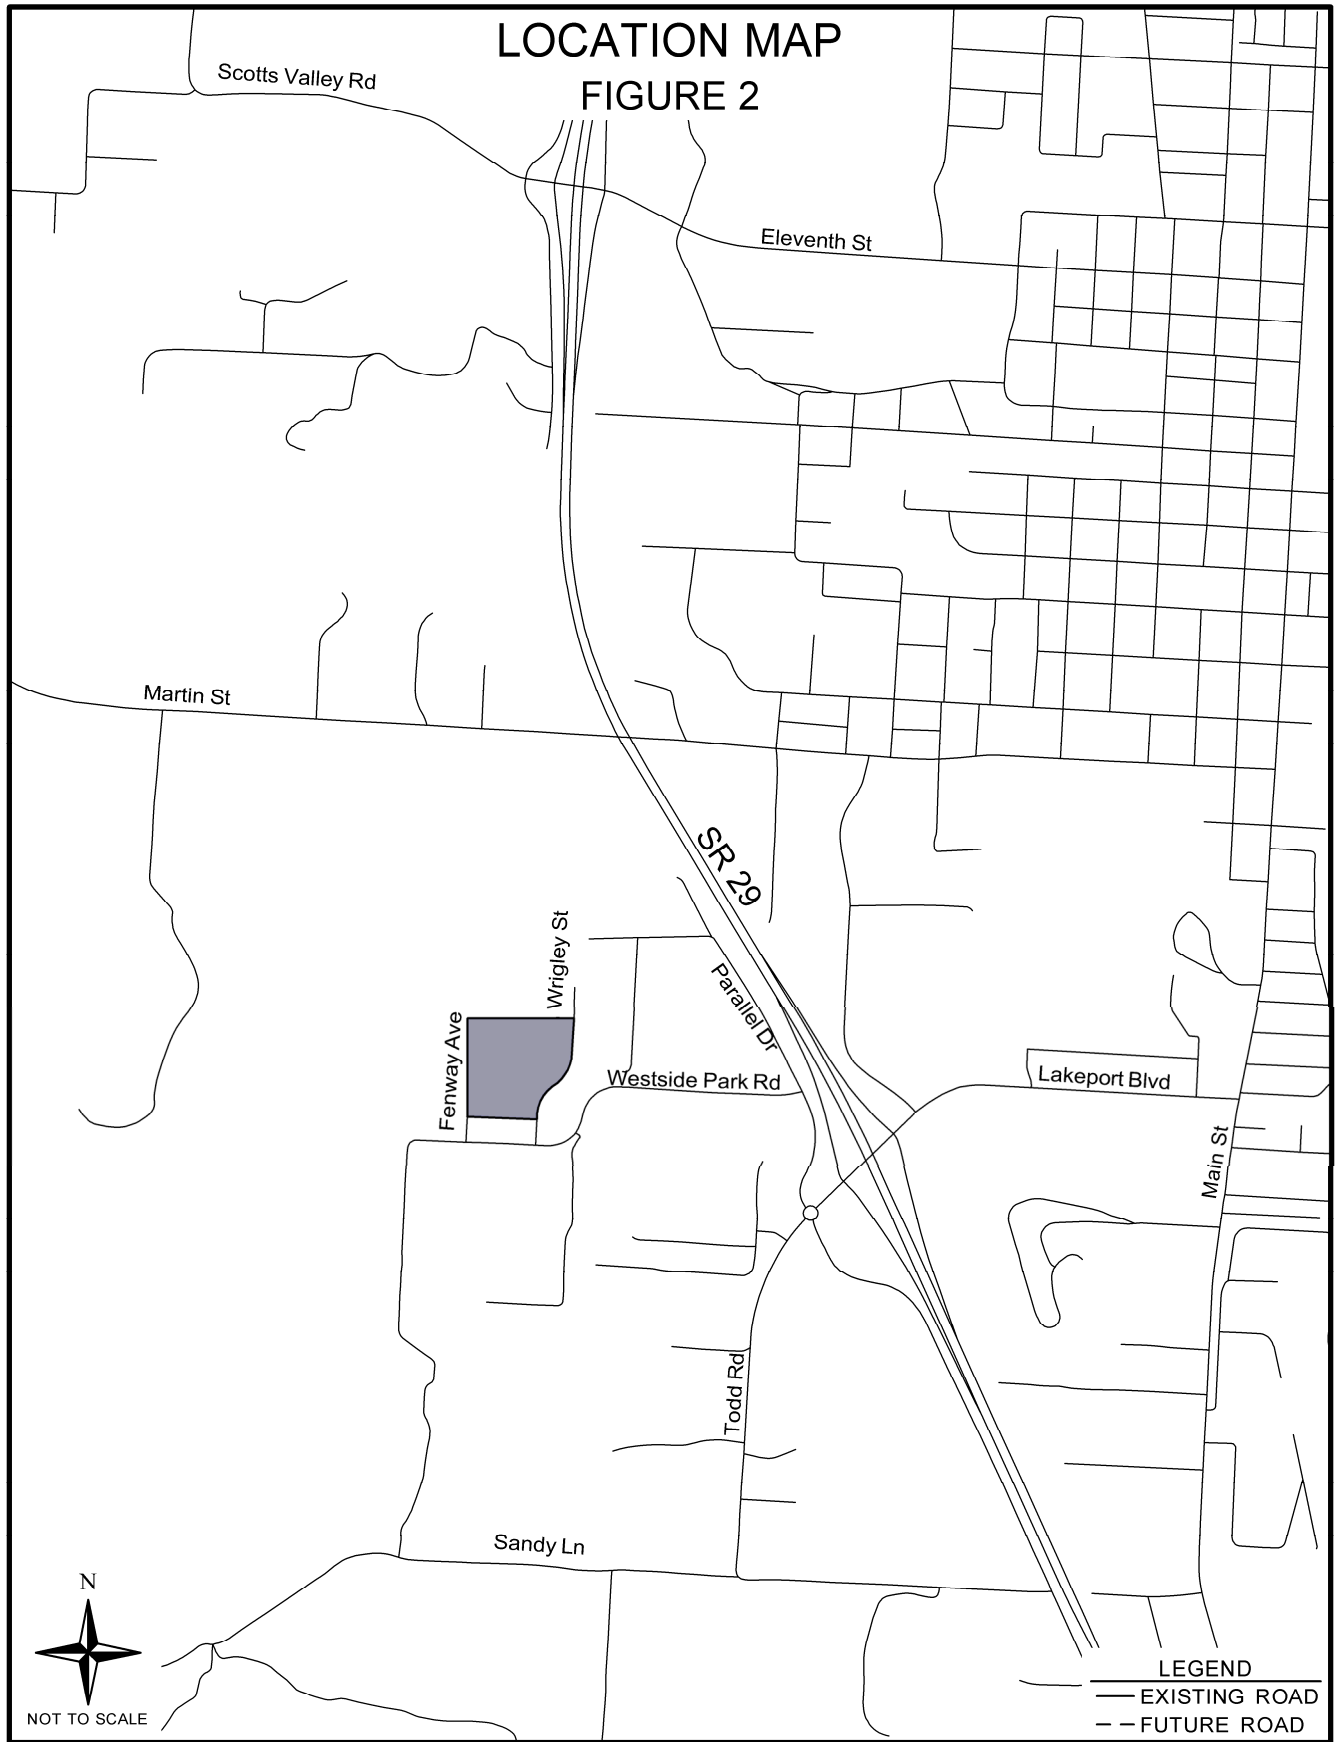 LOCATION MAP
FIGURE 2
Scotts Valley Rd
Eleventh St
Martin St
SR 29
Wrigley St
Parallel Dr
Fenway Ave
Westside Park Rd
Lakeport Blvd
Main St
Todd Rd
Sandy Ln
N
NOT TO SCALE
LEGEND
EXISTING ROAD
FUTURE ROAD